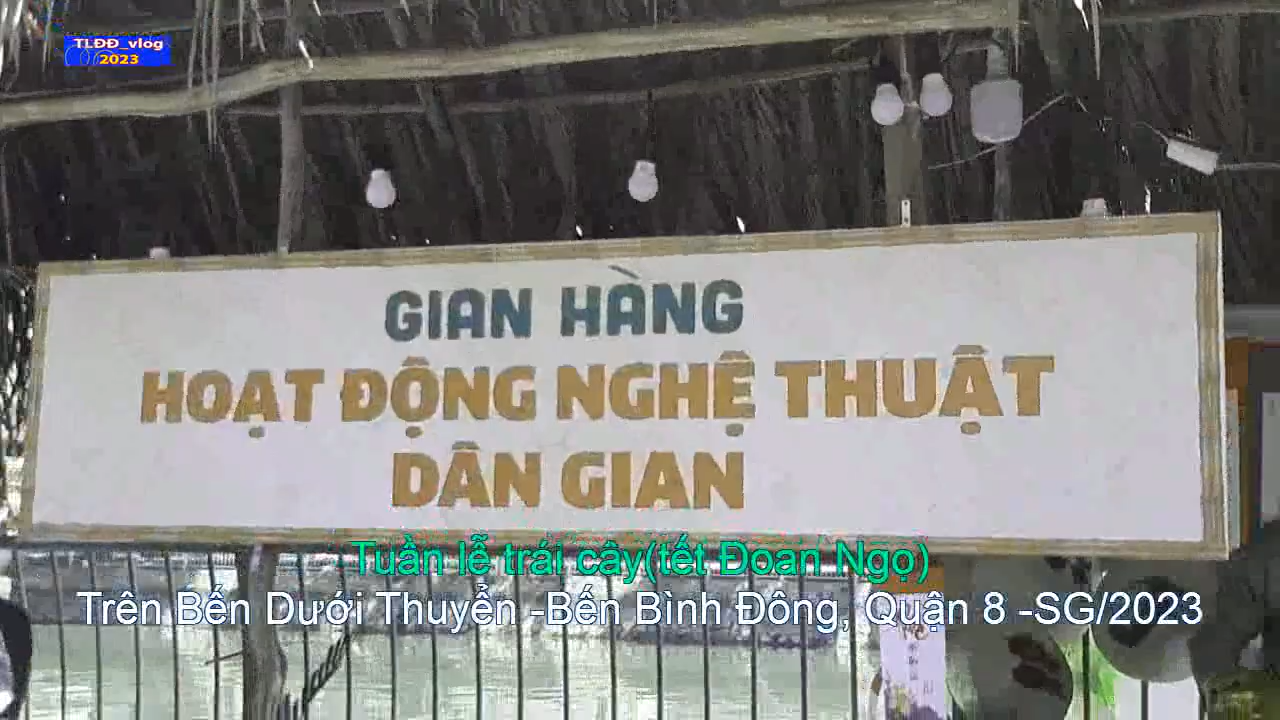 TLĐĐ_vlog
2023
GIAN HÀNG
HOẠT ĐỘNG NGHỆ THUẬT
DÂN GIAN
Tuần lễ trái cây(tết Đoan Ngọ)
Trên Bến Dưới Thuyển -Bến Bình Đông, Quận 8 -SG/2023